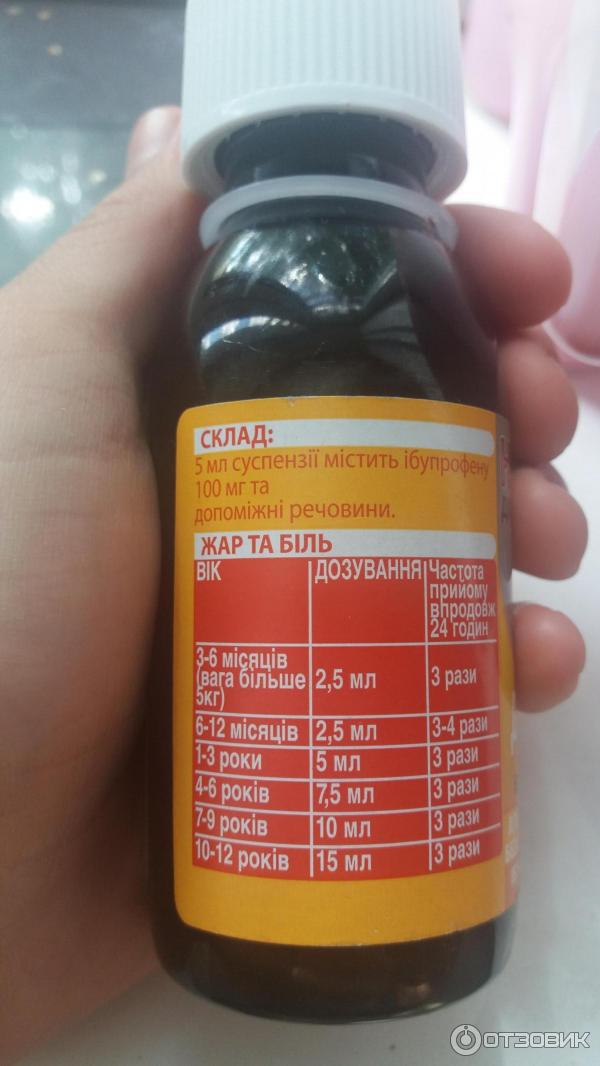 СКЛАД:
5 мл суспензії містить ібупрофену
100 мг та
допоміжні речовини.
ЖАР ТА БІЛЬ
ВІК ДОЗУВАННЯ Частота
прийому
впродовж
24 годин
3-6 місяців
(вага більше
5кг) 2,5 мл 3 рази
6-12 місяців 2,5 мл 3-4 рази
1-3 роки 5 мл 3 рази
4-6 років 7,5 мл 3 рази
7-9 років 10 мл 3 рази
10-12 років 15 мл 3 рази
ОТЗОВИК